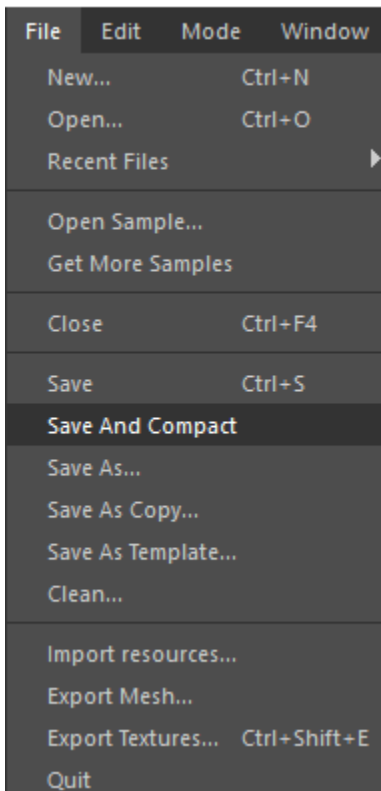 File Edit Mode Window
New... Ctrl+N
Open... Ctrl+O
Recent Files
Open Sample...
Get More Samples
Close Ctrl+F4
Save Ctrl+S
Save And Compact
Save As...
Save As Copy...
Save As Template...
Clean...
Import resources...
Export Mesh...
Export Textures... Ctrl+Shift+E
Quit